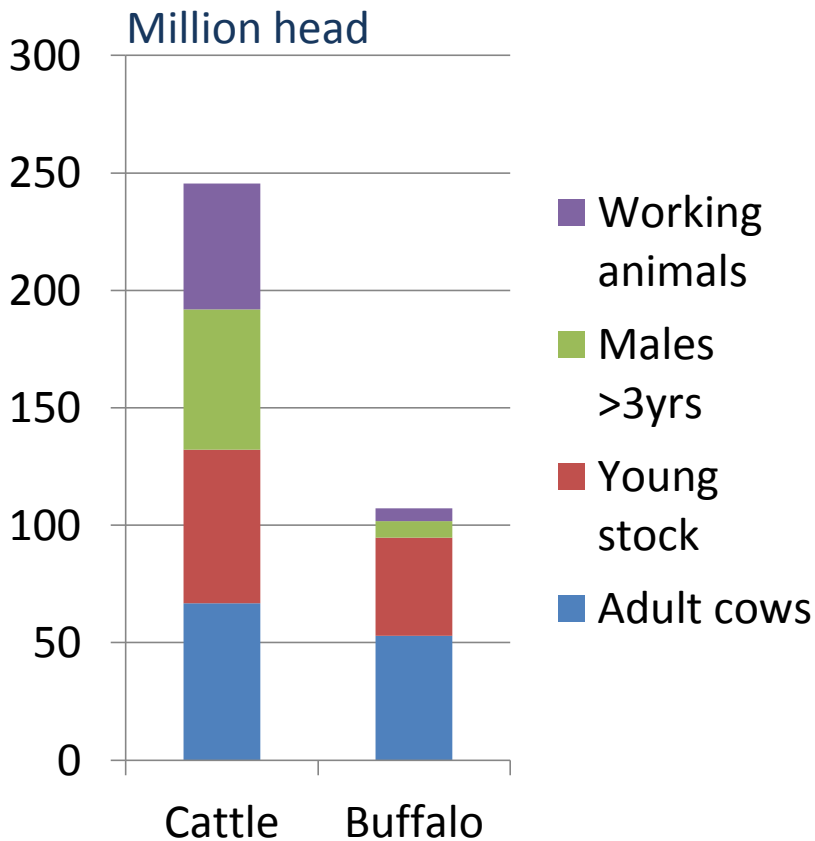 Million head
300
250
200
150
100
50
0
Cattle
Buffalo
Working
animals
Males
>3yrs
Young
stock
Adult cows